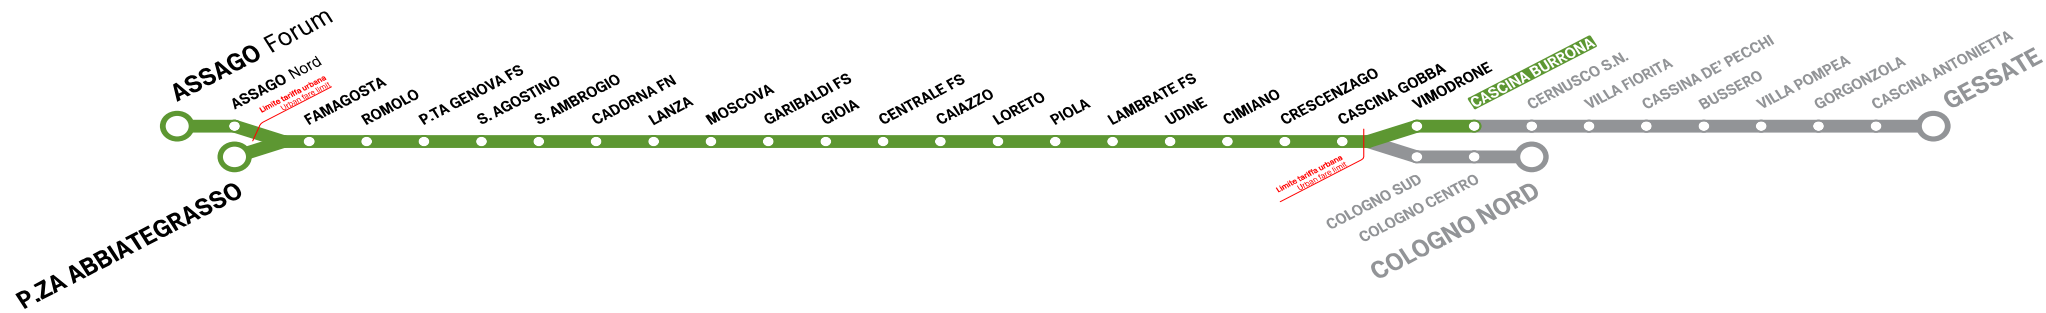 ASSAGO Forum
ASSAGO Nord
Limite tariffa urbana
Urban fare limit
P.ZA ABBIATEGRASSO
FAMAGOSTA
ROMOLO
P.TA GENOVA FS
S. AGOSTINO
S. AMBROGIO
CADORNA FN
LANZA
MOSCOVA
GARIBALDI FS
GIOIA
CENTRALE FS
CAIAZZO
LORETO
PIOLA
LAMBRATE FS
UDINE
CIMIANO
CRESCENZAGO
CASCINA GOBBA
Limite tariffa urbana
Urban fare limit
VIMODRONE
CASCINA BURRONA
CERNUSCO S.N.
VILLA FIORITA
CASSINA DE' PECCHI
BUSSERO
VILLA POMPEA
GORGONZOLA
CASCINA ANTONIETTA
GESSATE
COLOGNO SUD
COLOGNO CENTRO
COLOGNO NORD